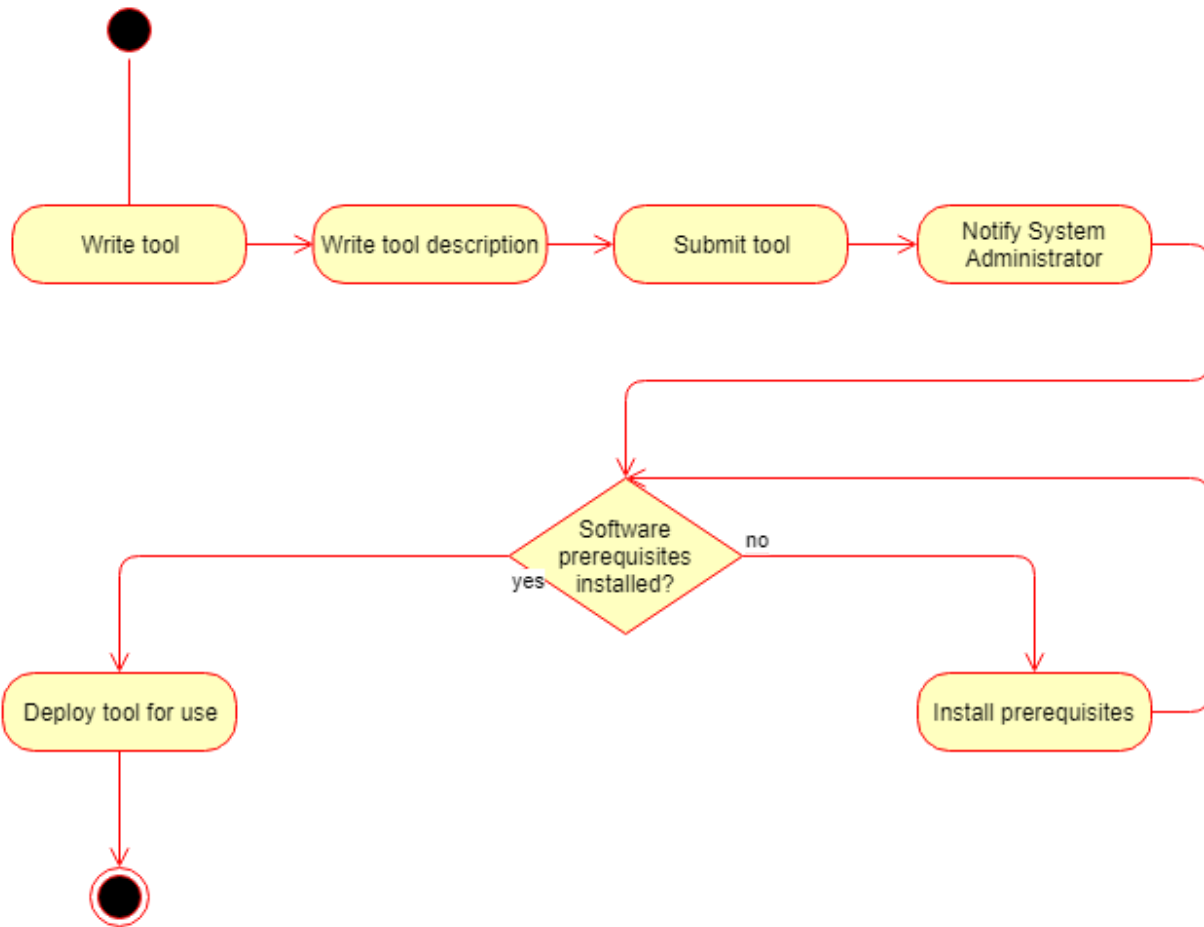 Write tool
Write tool description
Submit tool
Notify System
Administrator
Software
prerequisites
installed?
no
yes
Deploy tool for use
Install prerequisites